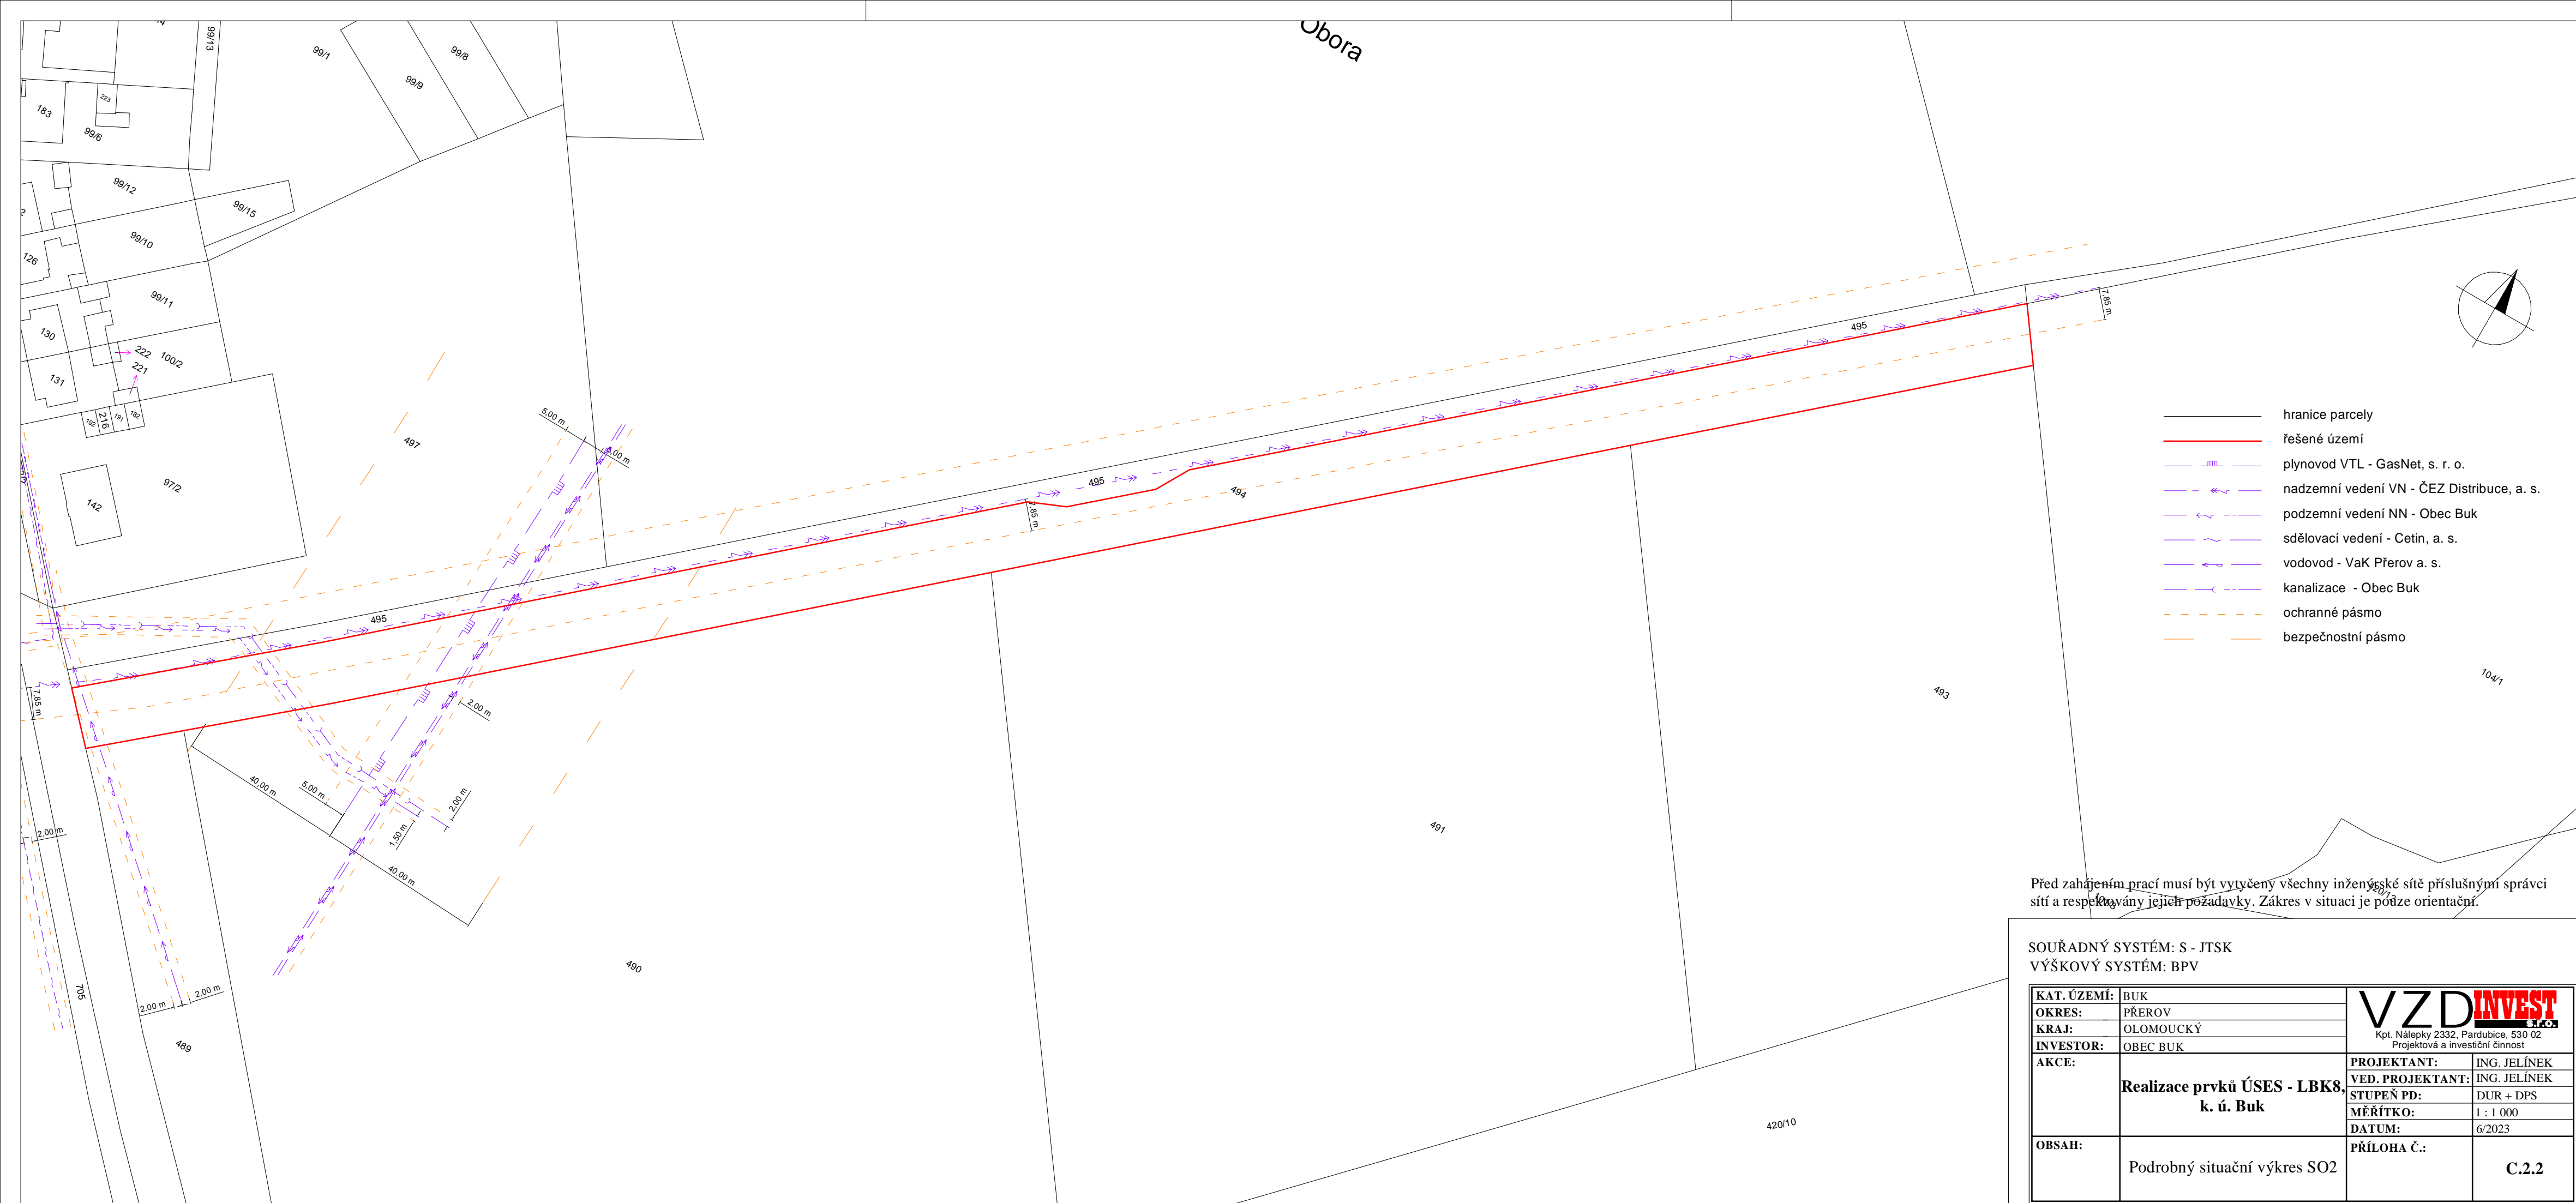 Obora
99/13
99/1
99/8
99/9
183
223
99/6
99/12
99/15
99/10
126
99/11
130
222
100/2
221
131
192
216
191
182
497
97/2
142
5,00 m
495
7,85 m
495
494
7,85 m
495
7,85 m
2,00 m
40,00 m
5,00 m
2,00 m
1,50 m
40,00 m
2,00 m
490
705
2,00 m
2,00 m
489
491
493
104/1
420/10
hranice parcely
řešené území
plynovod VTL - GasNet, s. r. o.
nadzemní vedení VN - ČEZ Distribuce, a. s.
podzemní vedení NN - Obec Buk
sdělovací vedení - Cetin, a. s.
vodovod - VaK Přerov a. s.
kanalizace - Obec Buk
ochranné pásmo
bezpečnostní pásmo
Před zahájením prací musí být vytyčeny všechny inženýrské sítě příslušnými správci
sítí a respektovány jejich požadavky. Zákres v situaci je pouze orientační.
SOUŘADNÝ SYSTÉM: S - JTSK
VÝŠKOVÝ SYSTÉM: BPV
KAT. ÚZEMÍ: BUK
OKRES: PŘEROV
KRAJ: OLOMOUCKÝ
INVESTOR: OBEC BUK
VZD INVEST s.r.o.
Kpt. Nálepky 2332, Pardubice, 530 02
Projektová a investiční činnost
AKCE:
Realizace prvků ÚSES - LBK8,
k. ú. Buk
PROJEKTANT: ING. JELÍNEK
VED. PROJEKTANT: ING. JELÍNEK
STUPEŇ PD: DUR + DPS
MĚŘÍTKO: 1 : 1 000
DATUM: 6/2023
OBSAH:
Podrobný situační výkres SO2
PŘÍLOHA Č.:
C.2.2